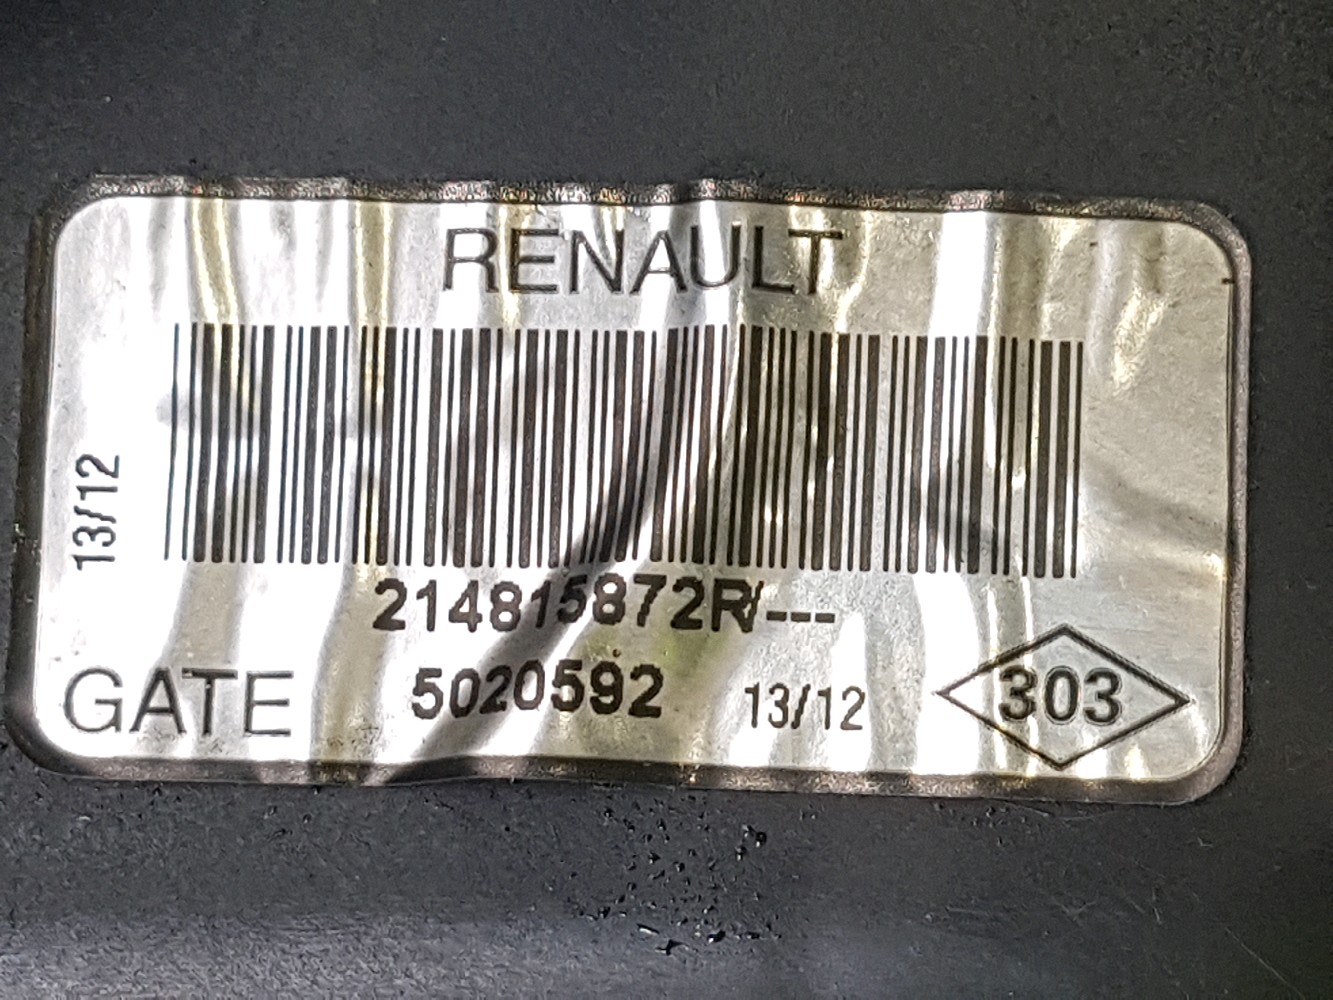 RENAULT
13/12
214815872R/---
GATE 5020592 13/12 303